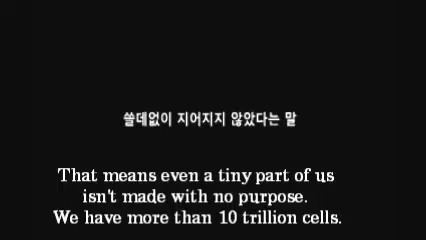 쓸데없이 지어지지 않았다는 말
That means even a tiny part of us
isn't made with no purpose.
We have more than 10 trillion cells.